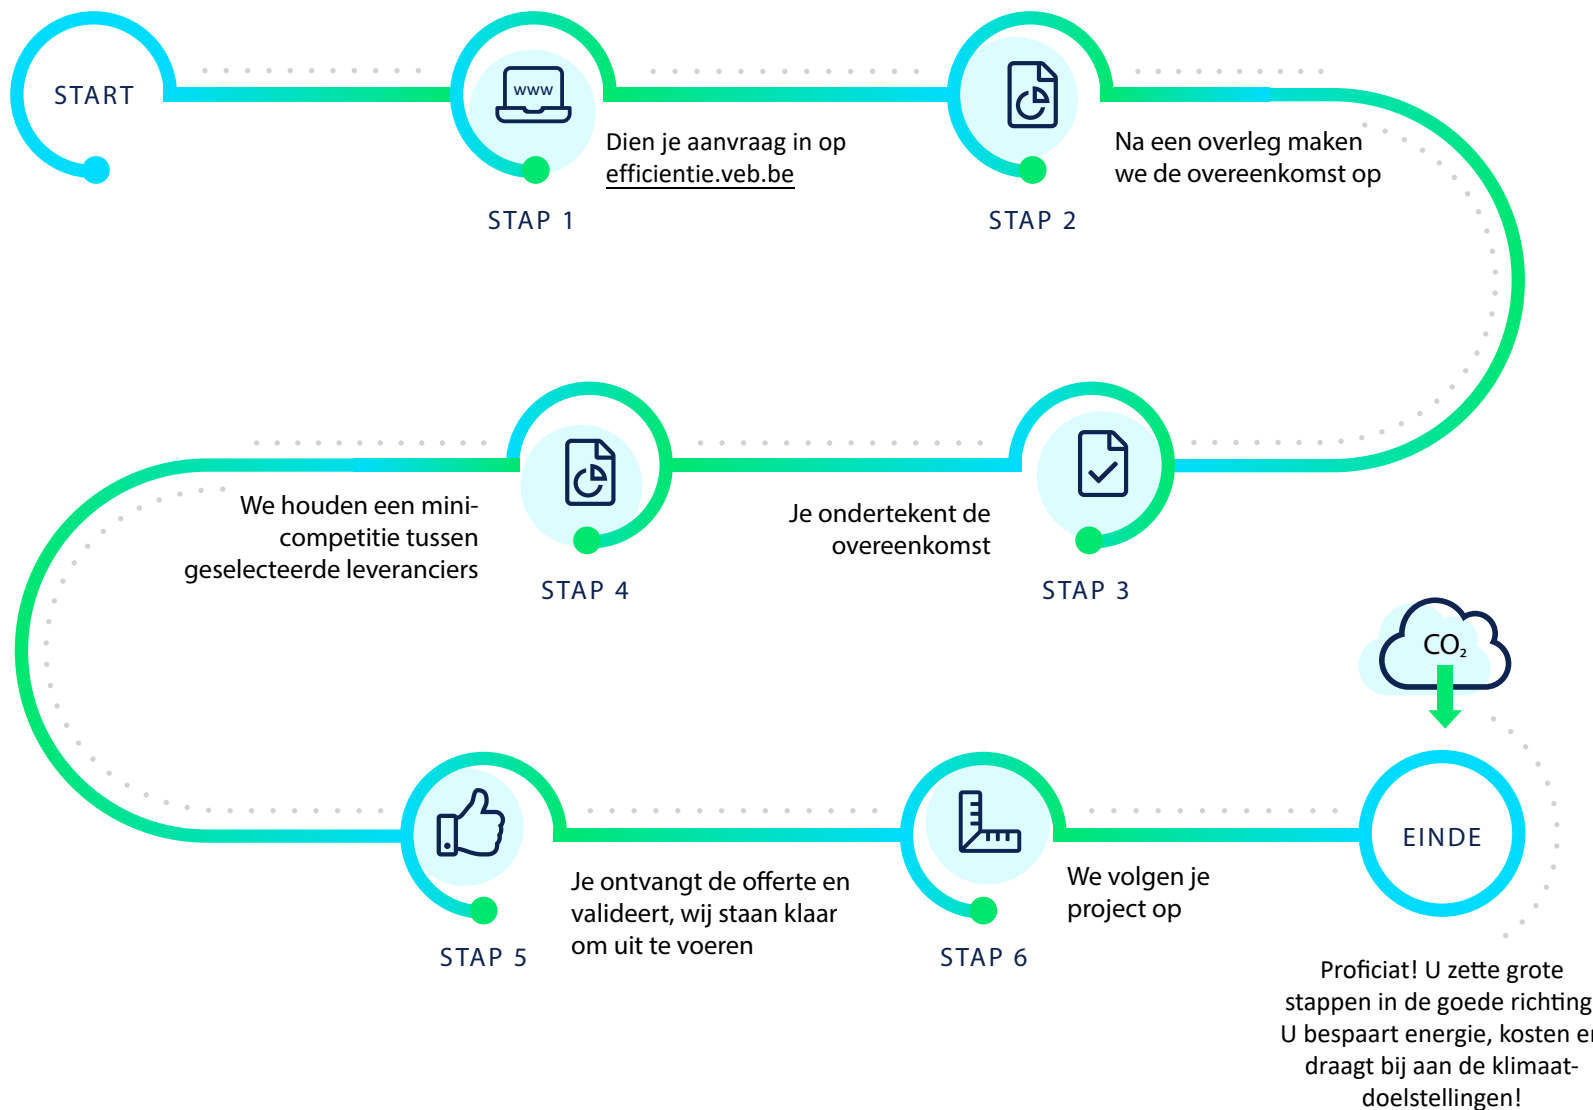 START
www
Dien je aanvraag in op
efficientie.veb.be
STAP 1
Na een overleg maken
we de overeenkomst op
STAP 2
Je ondertekent de
overeenkomst
STAP 3
We houden een mini-
competitie tussen
geselecteerde leveranciers
STAP 4
Je ontvangt de offerte en
valideert, wij staan klaar
om uit te voeren
STAP 5
We volgen je
project op
STAP 6
CO₂
EINDE
Proficiat! U zette grote
stappen in de goede richting
U bespaart energie, kosten en
draagt bij aan de klimaat-
doelstellingen!